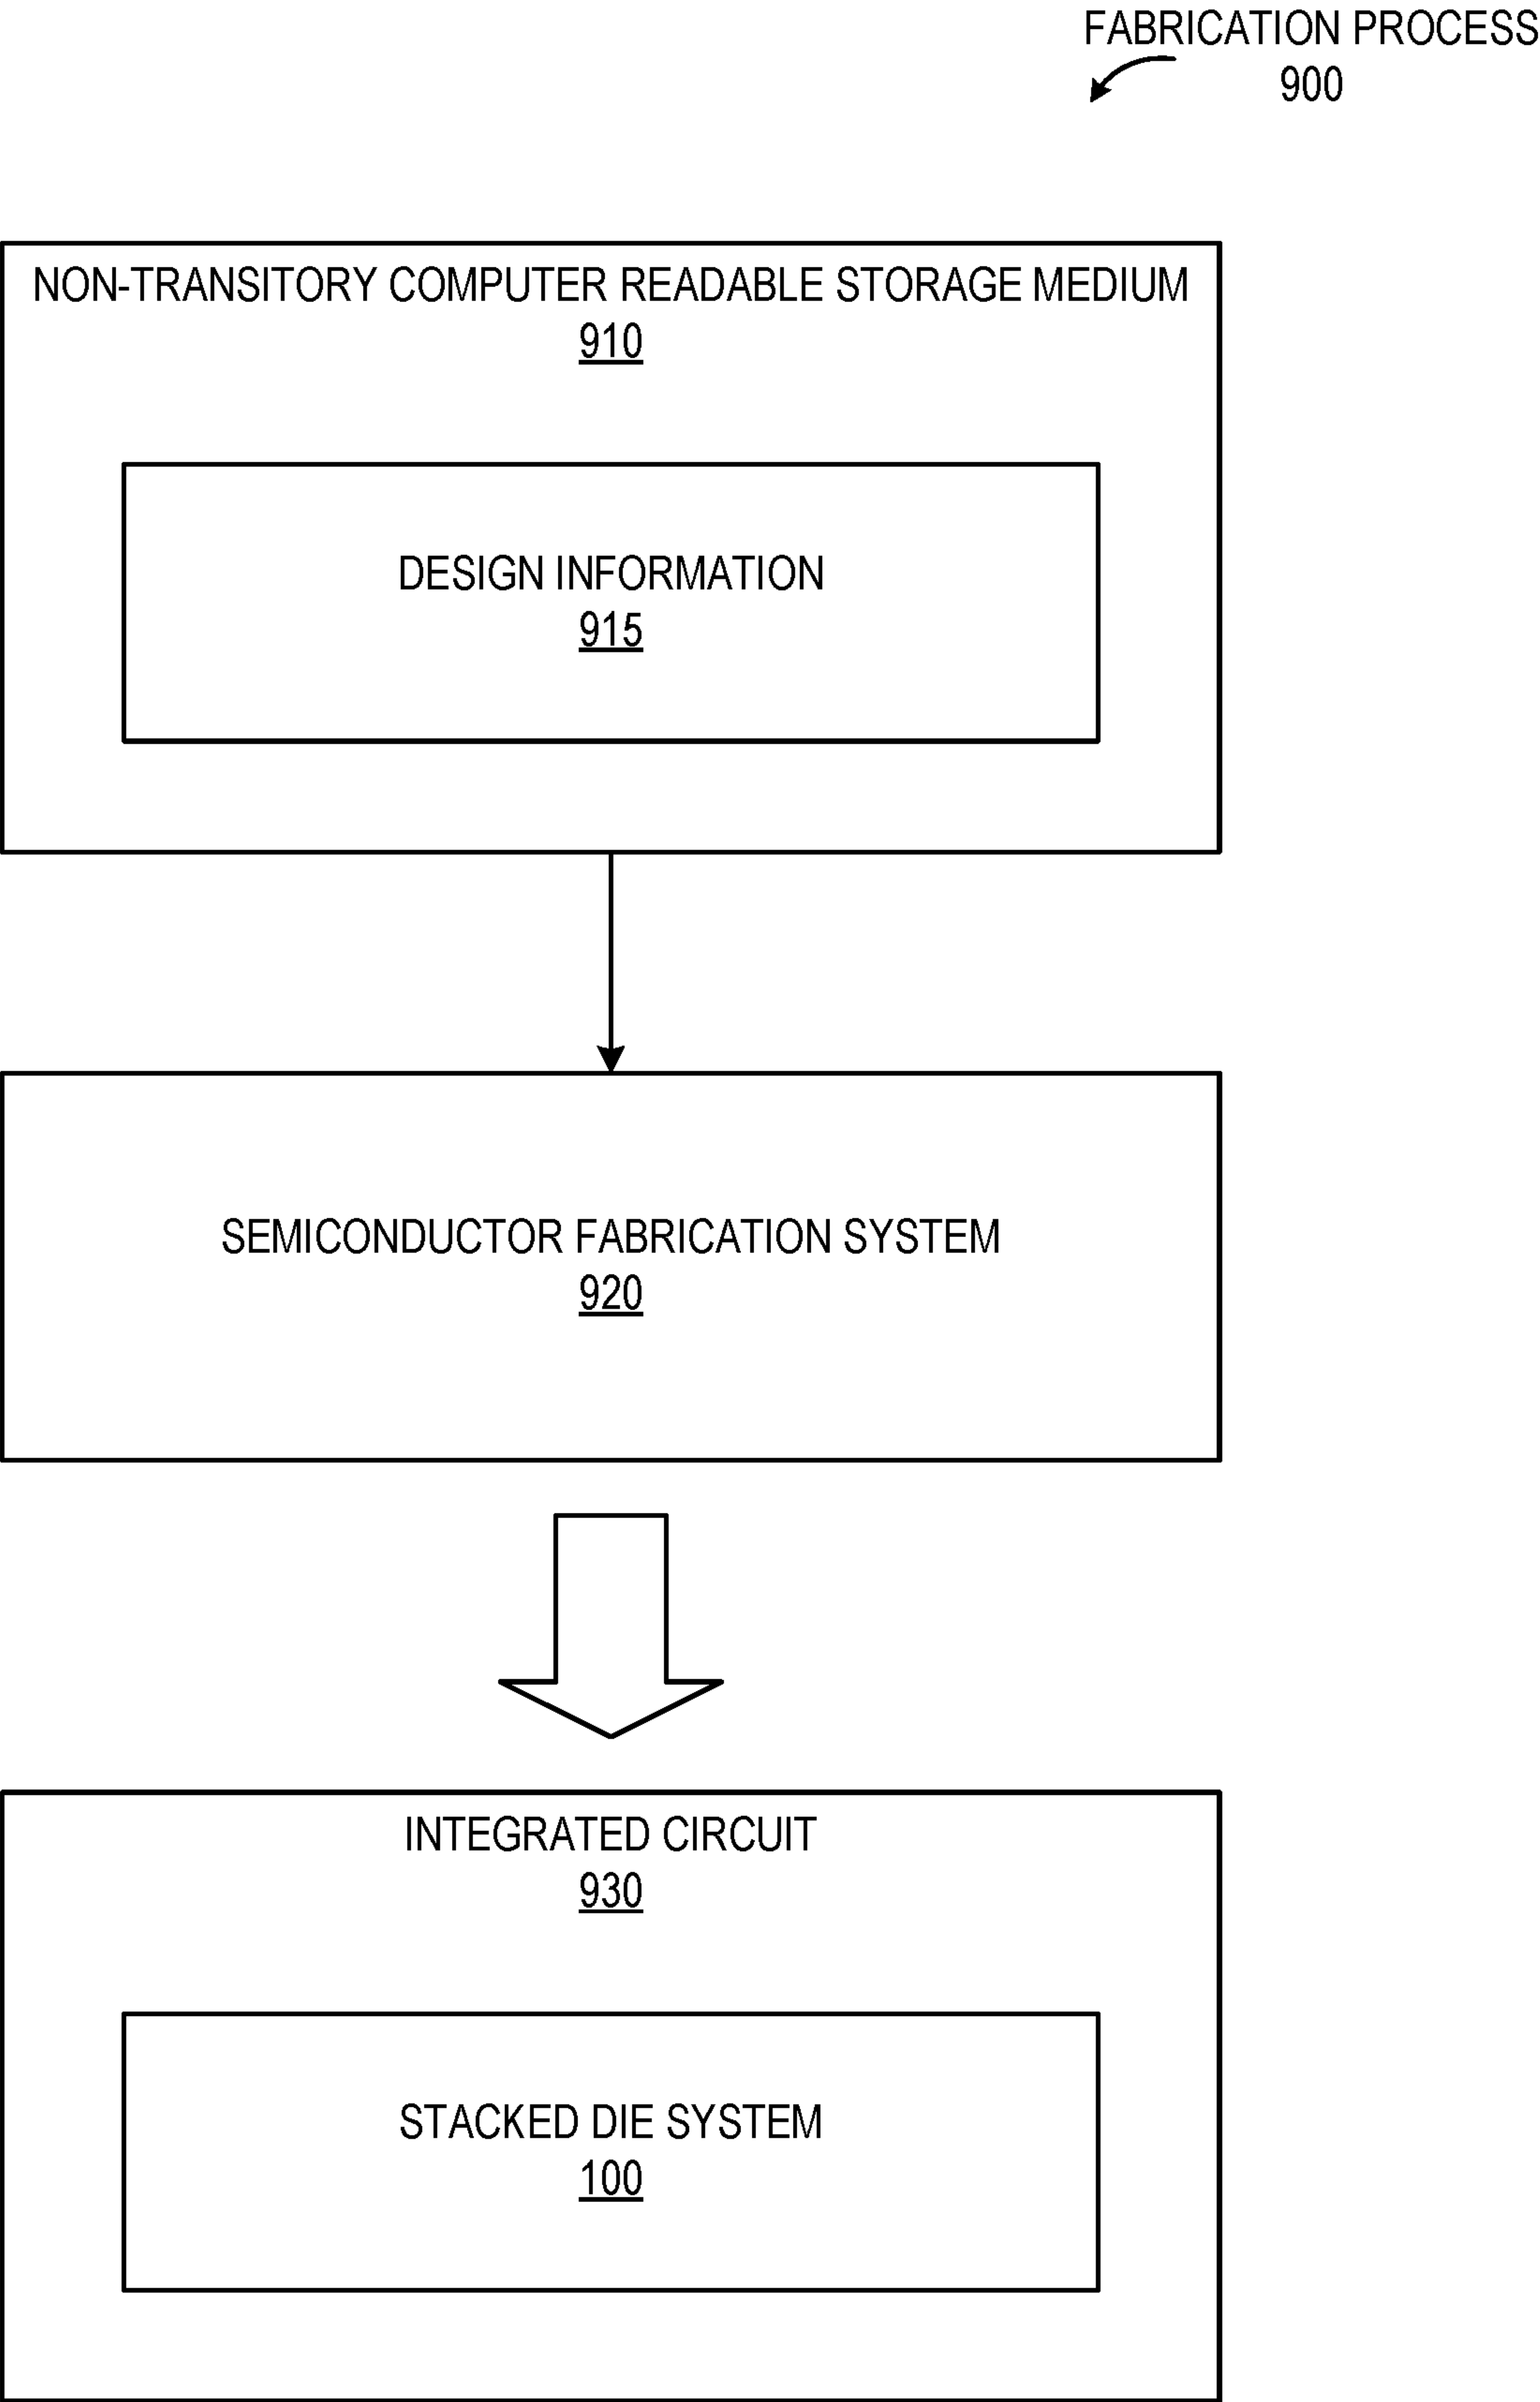 FABRICATION PROCESS
900
NON-TRANSITORY COMPUTER READABLE STORAGE MEDIUM
910
DESIGN INFORMATION
915
SEMICONDUCTOR FABRICATION SYSTEM
920
INTEGRATED CIRCUIT
930
STACKED DIE SYSTEM
100